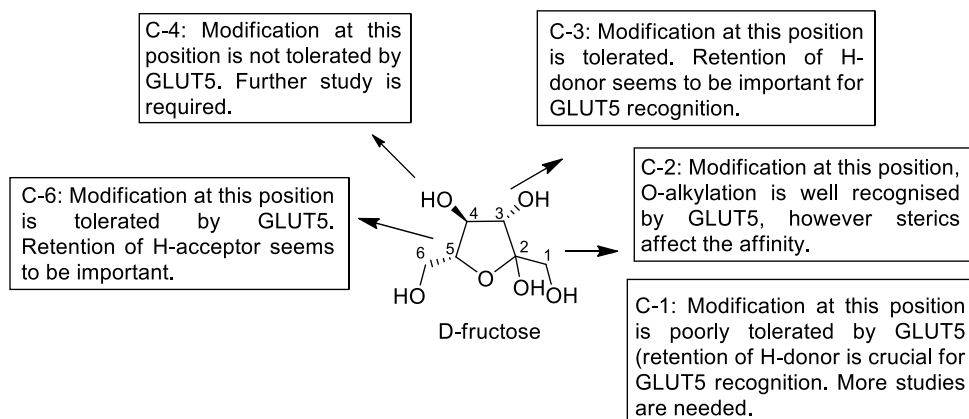 C-4: Modification at this
position is not tolerated by
GLUT5. Further study is
required.
C-3: Modification at this position
is tolerated. Retention of H-
donor seems to be important for
GLUT5 recognition.
C-6: Modification at this position
is tolerated by GLUT5.
Retention of H-acceptor seems
to be important.
C-2: Modification at this position,
O-alkylation is well recognised
by GLUT5, however sterics
affect the affinity.
HO OH
4 3
6 5 2 1
O
HO OH OH
D-fructose
C-1: Modification at this position
is poorly tolerated by GLUT5
(retention of H-donor is crucial for
GLUT5 recognition. More studies
are needed.